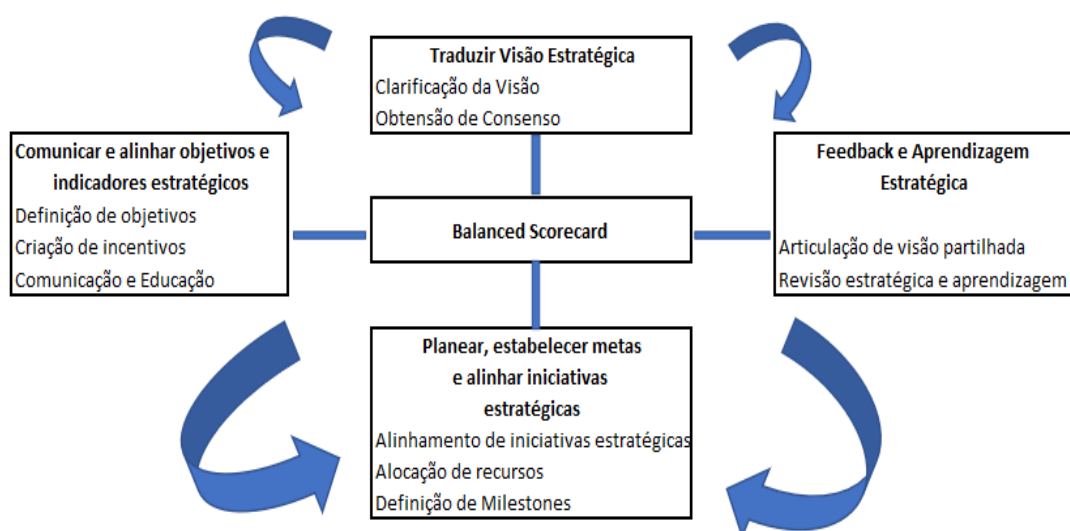 Traduzir Visão Estratégica
Clarificação da Visão
Obtensão de Consenso
Comunicar e alinhar objetivos e
indicadores estratégicos
Definição de objetivos
Criação de incentivos
Comunicação e Educação
Balanced Scorecard
Feedback e Aprendizagem
Estratégica
Articulação de visão partilhada
Revisão estratégica e aprendizagem
Planear, estabelecer metas
e alinhar iniciativas
estratégicas
Alinhamento de iniciativas estratégicas
Alocação de recursos
Definição de Milestones